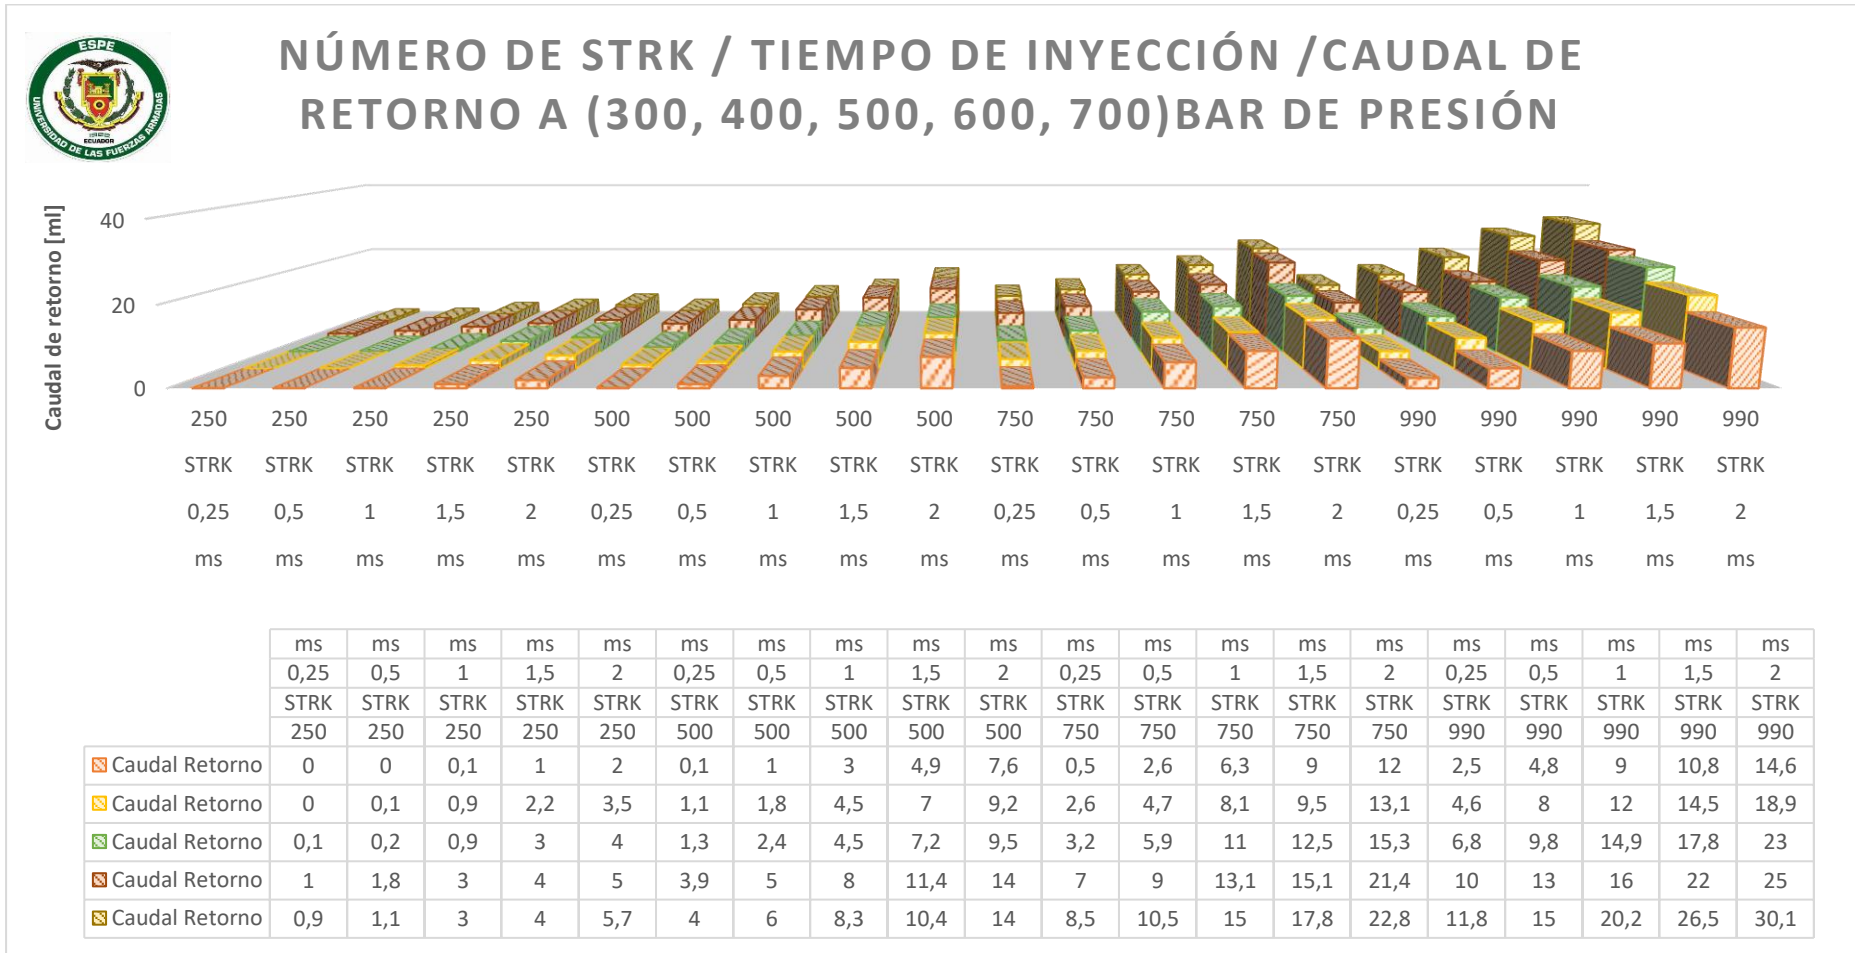 ESPE
UNIVERSIDAD DE LAS FUERZAS ARMADAS
1922
ECUADOR
NÚMERO DE STRK / TIEMPO DE INYECCIÓN /CAUDAL DE
RETORNO A (300, 400, 500, 600, 700)BAR DE PRESIÓN
Caudal de retorno [ml]
40
20
0
250 250 250 250 250 500 500 500 500 500 750 750 750 750 750 990 990 990 990 990
STRK STRK STRK STRK STRK STRK STRK STRK STRK STRK STRK STRK STRK STRK STRK STRK STRK STRK STRK STRK
0,25 0,5 1 1,5 2 0,25 0,5 1 1,5 2 0,25 0,5 1 1,5 2 0,25 0,5 1 1,5 2
ms ms ms ms ms ms ms ms ms ms ms ms ms ms ms ms ms ms ms ms
ms ms ms ms ms ms ms ms ms ms ms ms ms ms ms ms ms ms ms ms
0,25 0,5 1 1,5 2 0,25 0,5 1 1,5 2 0,25 0,5 1 1,5 2 0,25 0,5 1 1,5 2
STRK STRK STRK STRK STRK STRK STRK STRK STRK STRK STRK STRK STRK STRK STRK STRK STRK STRK STRK STRK
250 250 250 250 250 500 500 500 500 500 750 750 750 750 750 990 990 990 990 990
Caudal Retorno 0 0 0,1 1 2 0,1 1 3 4,9 7,6 0,5 2,6 6,3 9 12 2,5 4,8 9 10,8 14,6
Caudal Retorno 0 0,1 0,9 2,2 3,5 1,1 1,8 4,5 7 9,2 2,6 4,7 8,1 9,5 13,1 4,6 8 12 14,5 18,9
Caudal Retorno 0,1 0,2 0,9 3 4 1,3 2,4 4,5 7,2 9,5 3,2 5,9 11 12,5 15,3 6,8 9,8 14,9 17,8 23
Caudal Retorno 1 1,8 3 4 5 3,9 5 8 11,4 14 7 9 13,1 15,1 21,4 10 13 16 22 25
Caudal Retorno 0,9 1,1 3 4 5,7 4 6 8,3 10,4 14 8,5 10,5 15 17,8 22,8 11,8 15 20,2 26,5 30,1